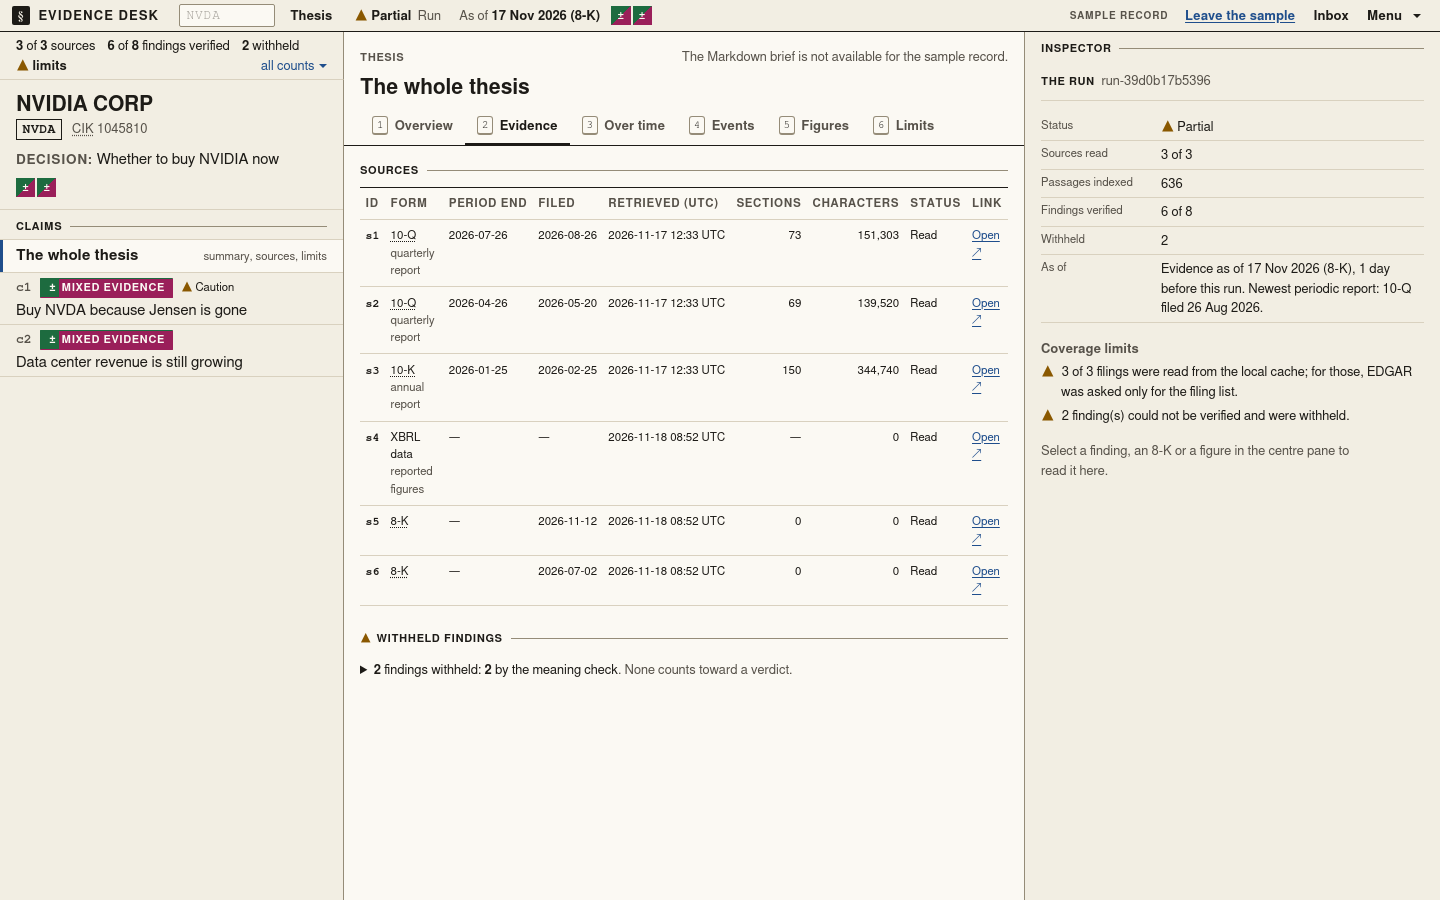 § EVIDENCE DESK NVDA Thesis Partial Run As of 17 Nov 2026 (8-K) ± ± SAMPLE RECORD Leave the sample Inbox Menu
3 of 3 sources 6 of 8 findings verified 2 withheld
limits all counts
NVIDIA CORP
NVDA CIK 1045810
DECISION: Whether to buy NVIDIA now
± ±
CLAIMS
The whole thesis summary, sources, limits
c1 ± MIXED EVIDENCE Caution
Buy NVDA because Jensen is gone
c2 ± MIXED EVIDENCE
Data center revenue is still growing
THESIS The Markdown brief is not available for the sample record.
The whole thesis
1 Overview 2 Evidence 3 Over time 4 Events 5 Figures 6 Limits
SOURCES
ID FORM PERIOD END FILED RETRIEVED (UTC) SECTIONS CHARACTERS STATUS LINK
s1 10-Q 2026-07-26 2026-08-26 2026-11-17 12:33 UTC 73 151,303 Read Open
quarterly ↗
report
s2 10-Q 2026-04-26 2026-05-20 2026-11-17 12:33 UTC 69 139,520 Read Open
quarterly ↗
report
s3 10-K 2026-01-25 2026-02-25 2026-11-17 12:33 UTC 150 344,740 Read Open
annual ↗
report
s4 XBRL — — 2026-11-18 08:52 UTC — 0 Read Open
data ↗
reported
figures
s5 8-K — 2026-11-12 2026-11-18 08:52 UTC 0 0 Read Open
↗
s6 8-K — 2026-07-02 2026-11-18 08:52 UTC 0 0 Read Open
↗
WITHHELD FINDINGS
2 findings withheld: 2 by the meaning check. None counts toward a verdict.
INSPECTOR
THE RUN run-39d0b17b5396
Status Partial
Sources read 3 of 3
Passages indexed 636
Findings verified 6 of 8
Withheld 2
As of Evidence as of 17 Nov 2026 (8-K), 1 day
before this run. Newest periodic report: 10-Q
filed 26 Aug 2026.
Coverage limits
3 of 3 filings were read from the local cache; for those, EDGAR
was asked only for the filing list.
2 finding(s) could not be verified and were withheld.
Select a finding, an 8-K or a figure in the centre pane to
read it here.